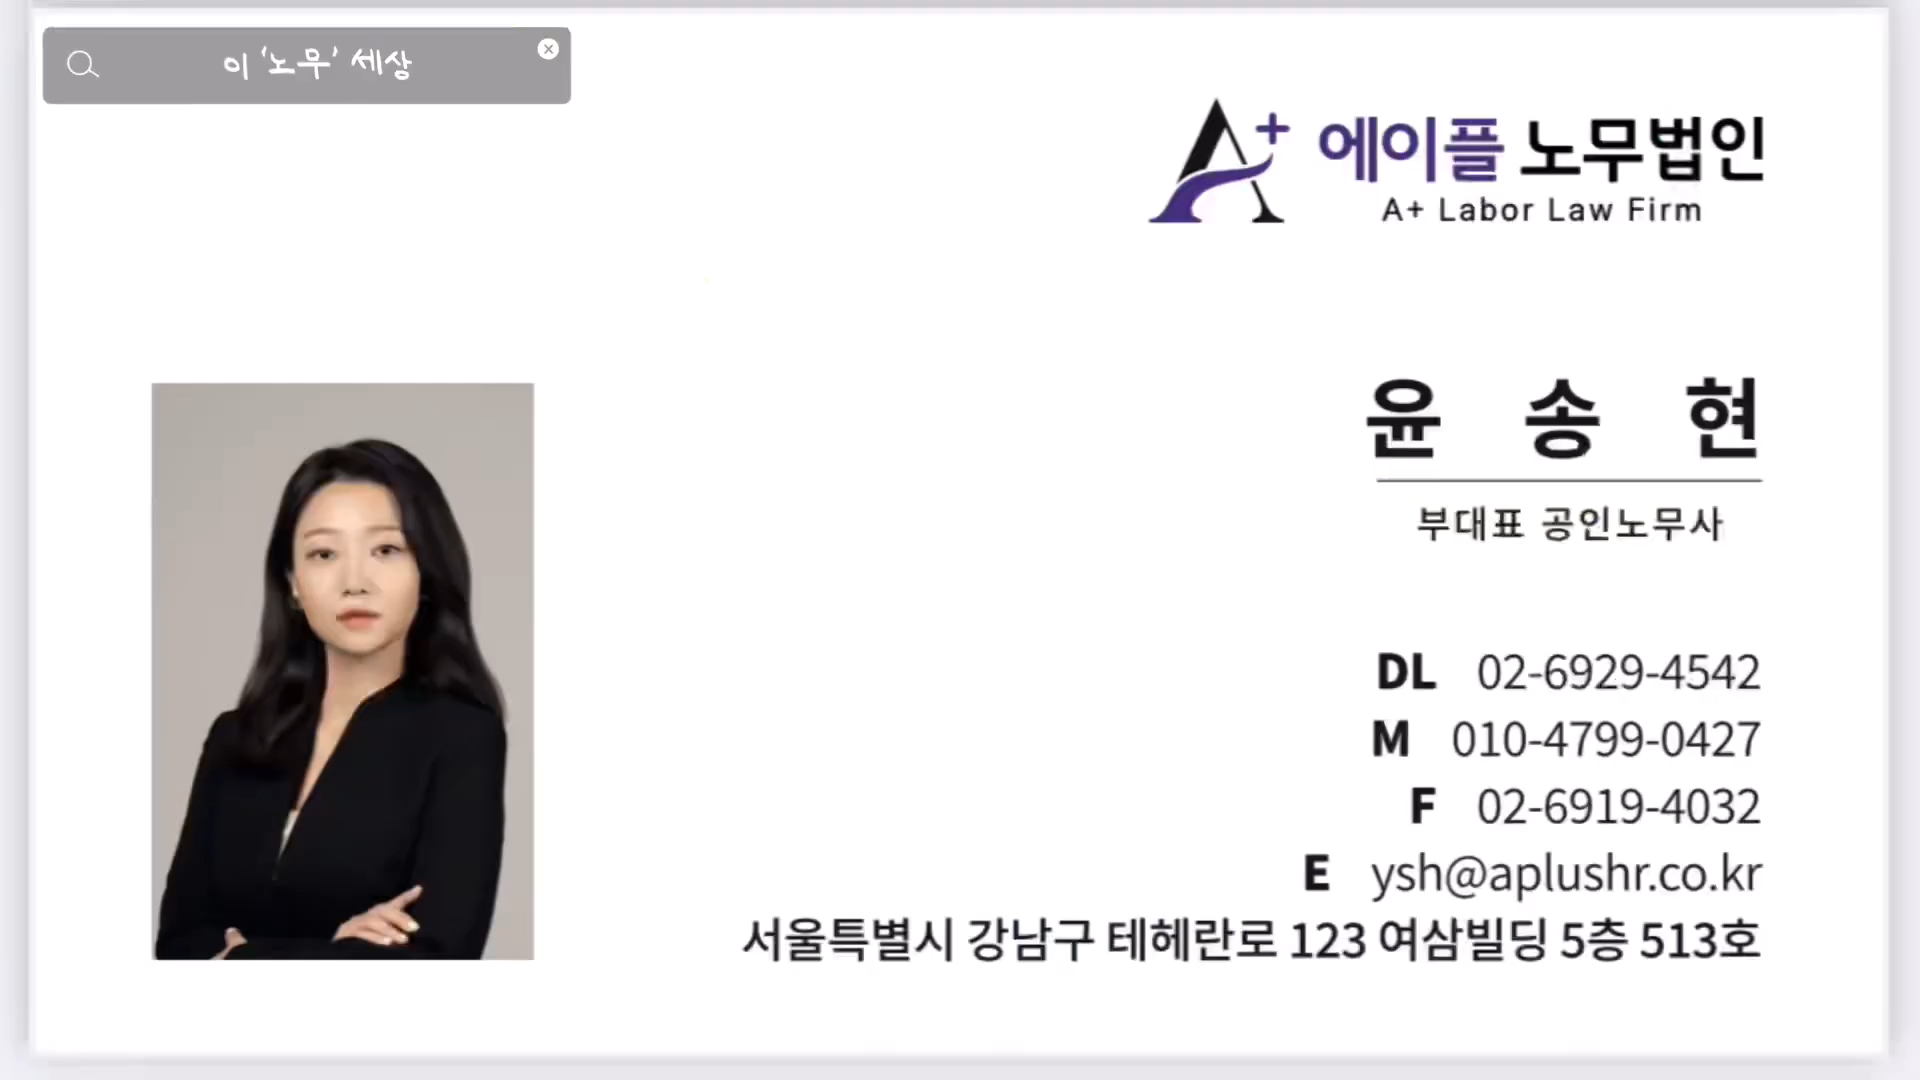 이 '노무' 세상
에이플 노무법인
A+ Labor Law Firm
윤 송 현
부대표 공인노무사
DL 02-6929-4542
M 010-4799-0427
F 02-6919-4032
E ysh@aplushr.co.kr
서울특별시 강남구 테헤란로 123 여삼빌딩 5층 513호